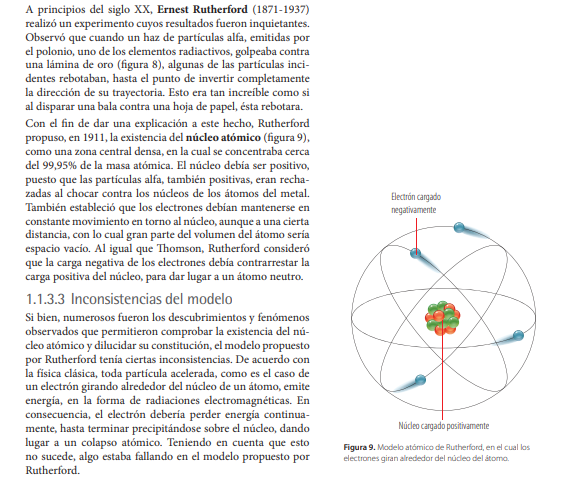 A principios del siglo XX, Ernest Rutherford (1871-1937)
realizó un experimento cuyos resultados fueron inquietantes.
Observó que cuando un haz de partículas alfa, emitidas por
el polonio, uno de los elementos radiactivos, golpeaba contra
una lámina de oro (figura 8), algunas de las partículas inci-
dentes rebotaban, hasta el punto de invertir completamente
la dirección de su trayectoria. Esto era tan increíble como si
al disparar una bala contra una hoja de papel, ésta rebotara.
Con el fin de dar una explicación a este hecho, Rutherford
propuso, en 1911, la existencia del núcleo atómico (figura 9),
como una zona central densa, en la cual se concentraba cerca
del 99,95% de la masa atómica. El núcleo debía ser positivo,
puesto que las partículas alfa, también positivas, eran recha-
zadas al chocar contra los núcleos de los átomos del metal.
También estableció que los electrones debían mantenerse en
constante movimiento en torno al núcleo, aunque a una cierta
distancia, con lo cual gran parte del volumen del átomo sería
espacio vacío. Al igual que Thomson, Rutherford consideró
que la carga negativa de los electrones debía contrarrestar la
carga positiva del núcleo, para dar lugar a un átomo neutro.
1.1.3.3 Inconsistencias del modelo
Si bien, numerosos fueron los descubrimientos y fenómenos
observados que permitieron comprobar la existencia del nú-
cleo atómico y dilucidar su constitución, el modelo propuesto
por Rutherford tenía ciertas inconsistencias. De acuerdo con
la física clásica, toda partícula acelerada, como es el caso de
un electrón girando alrededor del núcleo de un átomo, emite
energía, en la forma de radiaciones electromagnéticas. En
consecuencia, el electrón debería perder energía continua-
mente, hasta terminar precipitándose sobre el núcleo, dando
lugar a un colapso atómico. Teniendo en cuenta que esto
no sucede, algo estaba fallando en el modelo propuesto por
Rutherford.
Electrón cargado
negativamente
Núcleo cargado positivamente
Figura 9. Modelo atómico de Rutherford, en el cual los
electrones giran alrededor del núcleo del átomo.